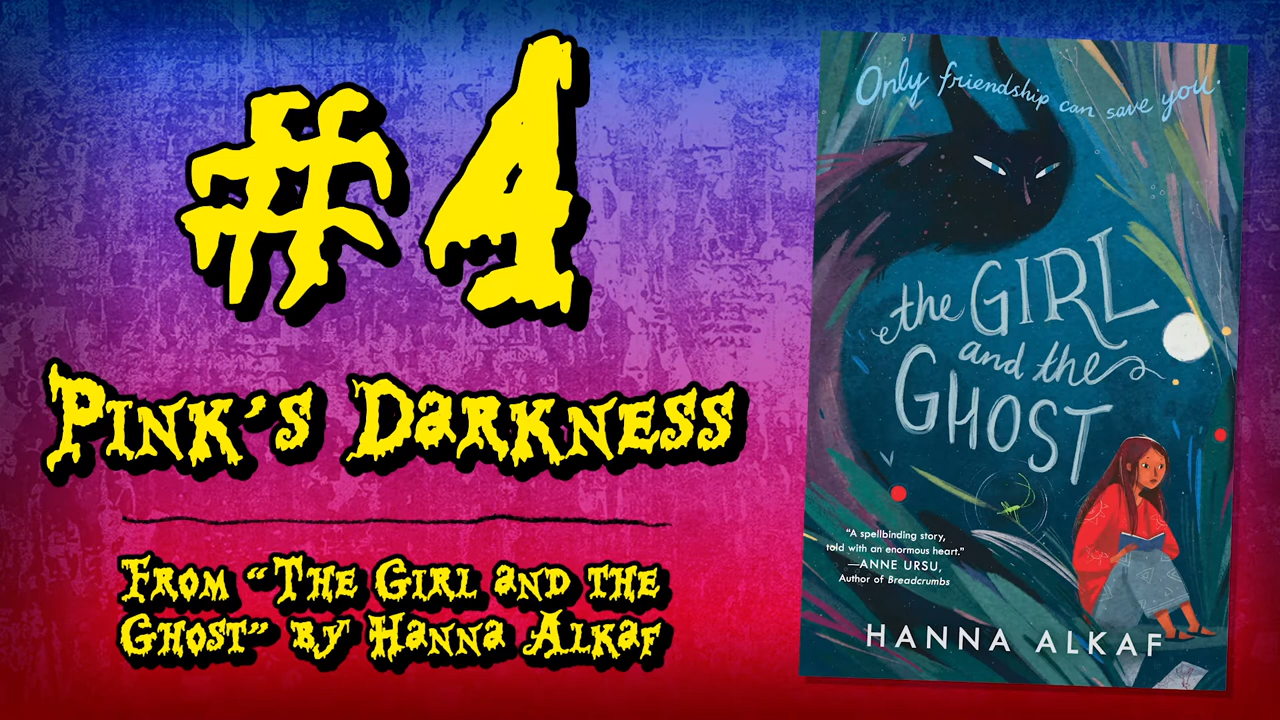 #4
Pink's Darkness
From "The Girl and the
Ghost" by Hanna Alkaf
Only friendship can save you.
the GIRL
and the
GHOST
"A spellbinding story,
told with an enormous heart."
—ANNE URSU,
Author of Breadcrumbs
HANNA ALKAF